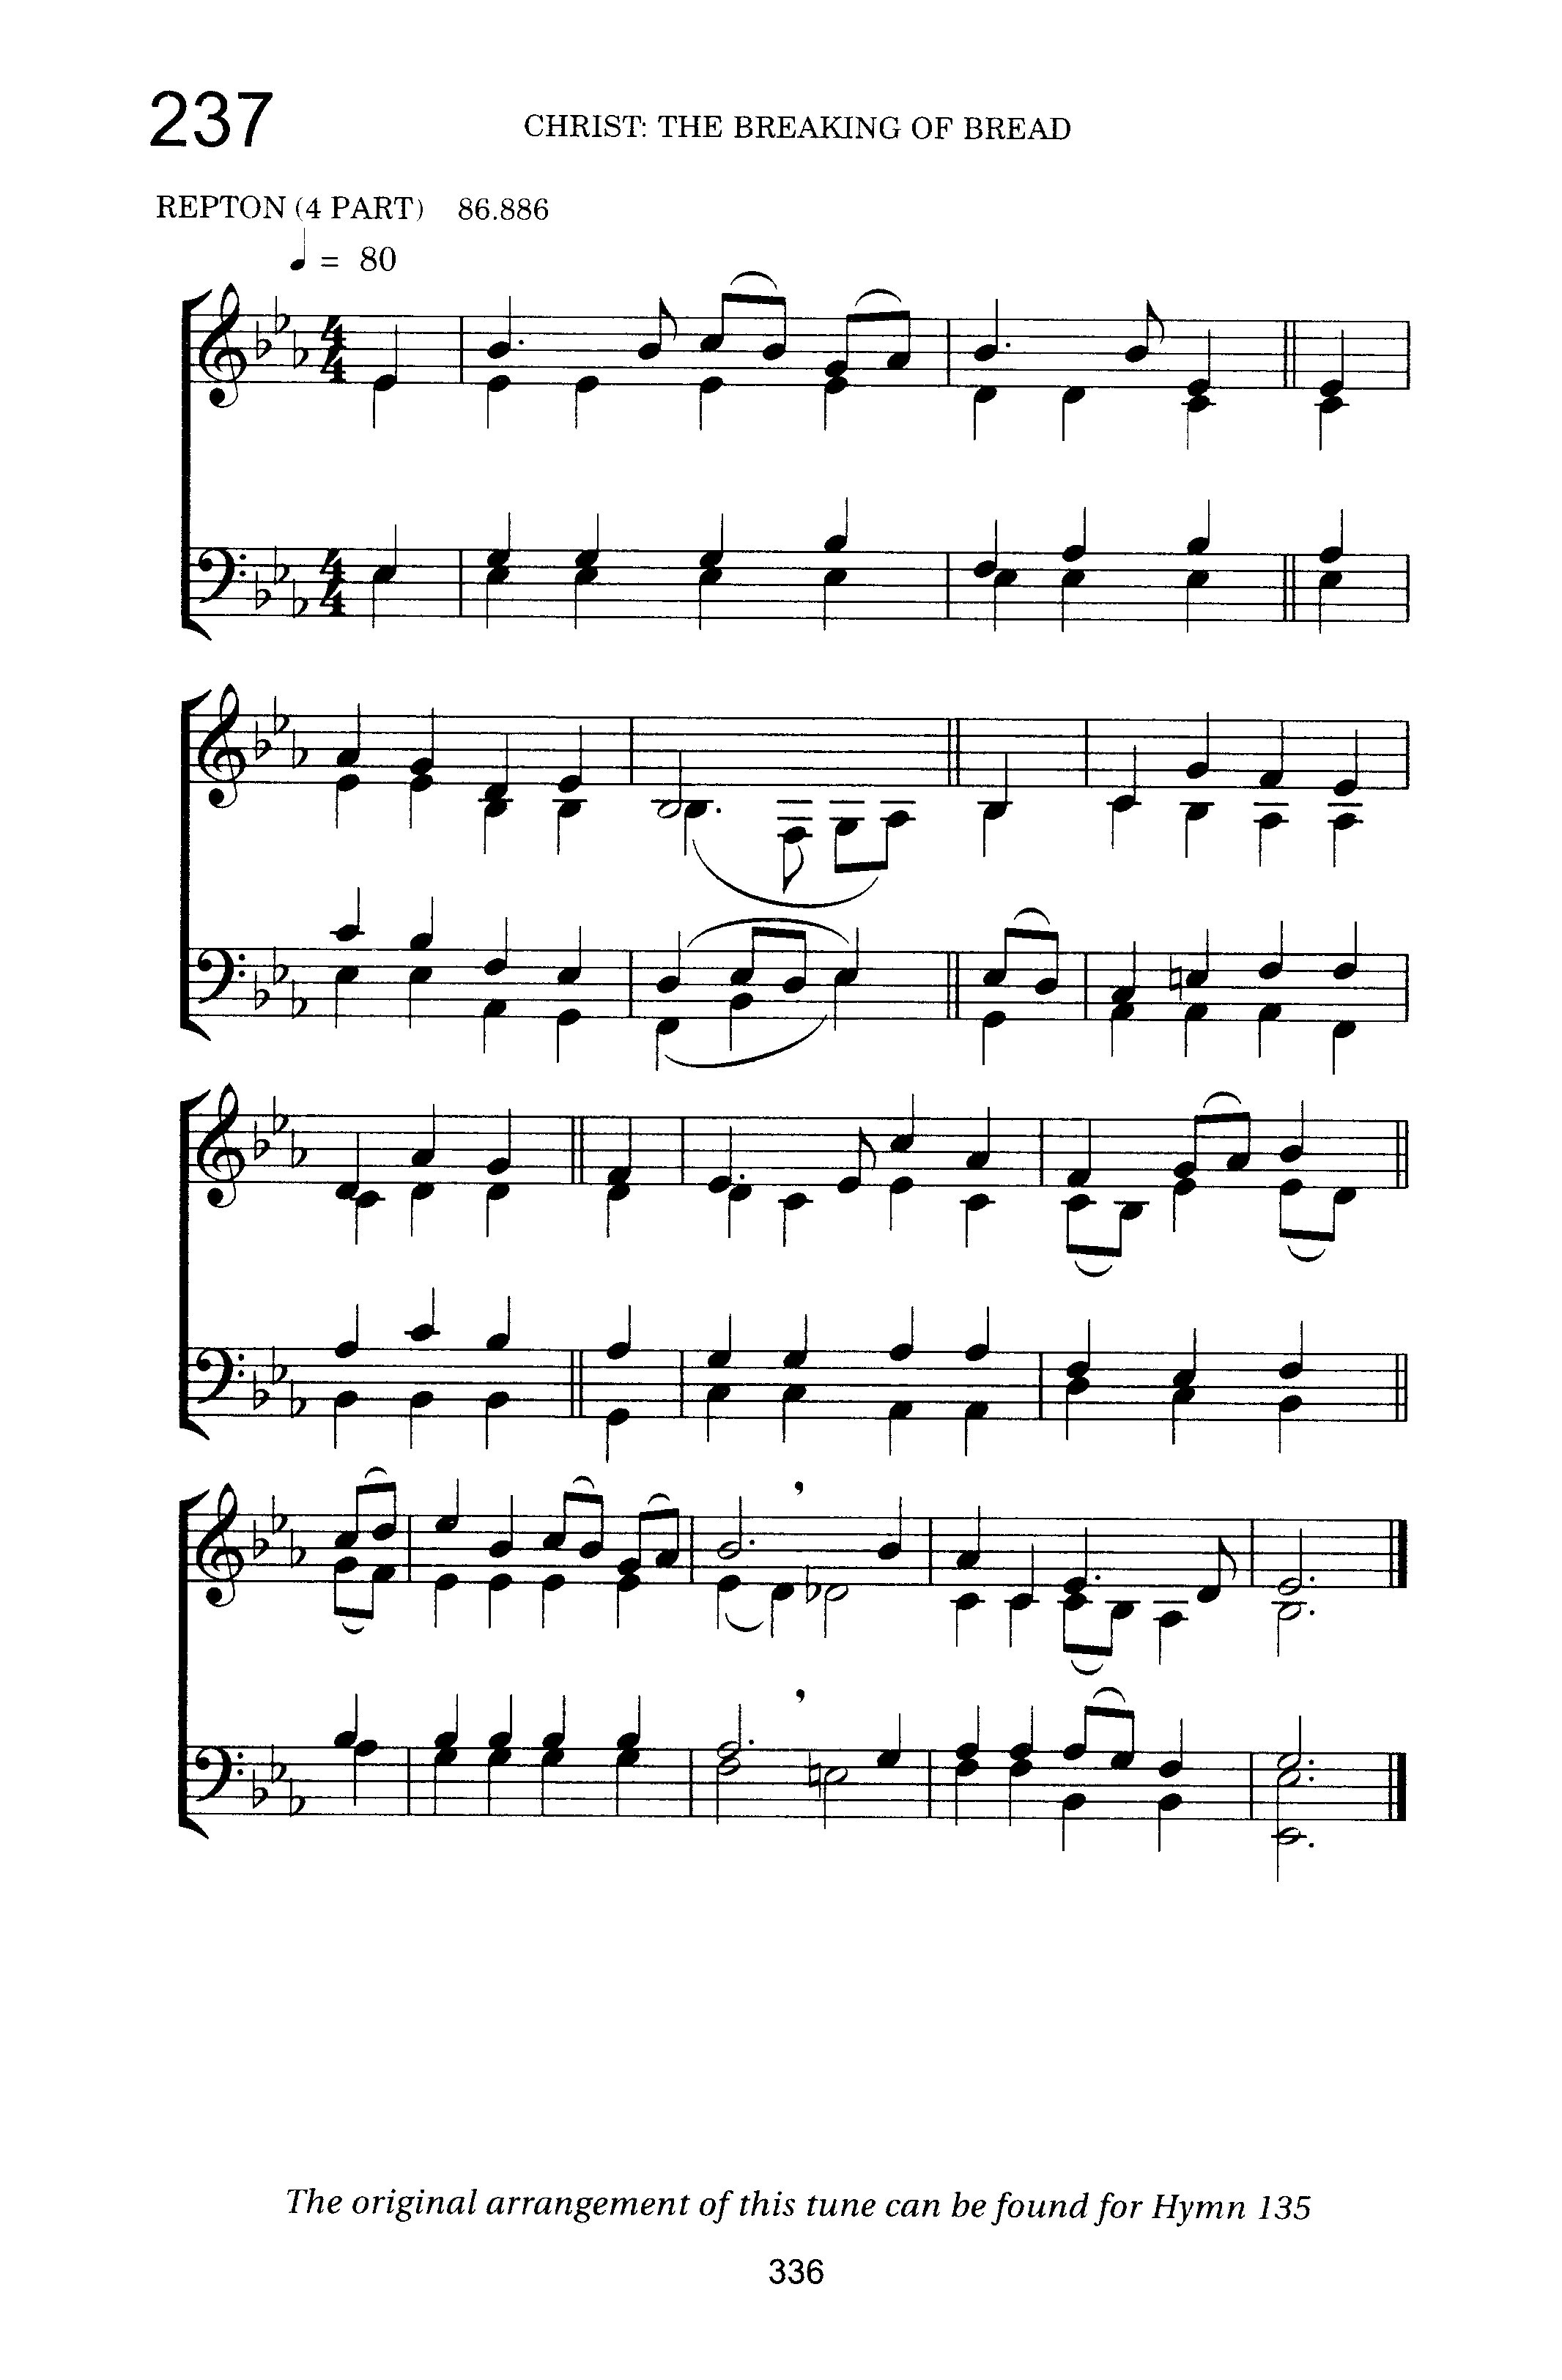 237
CHRIST: THE BREAKING OF BREAD
REPTON (4 PART) 86.886
♩ = 80
The original arrangement of this tune can be found for Hymn 135
336